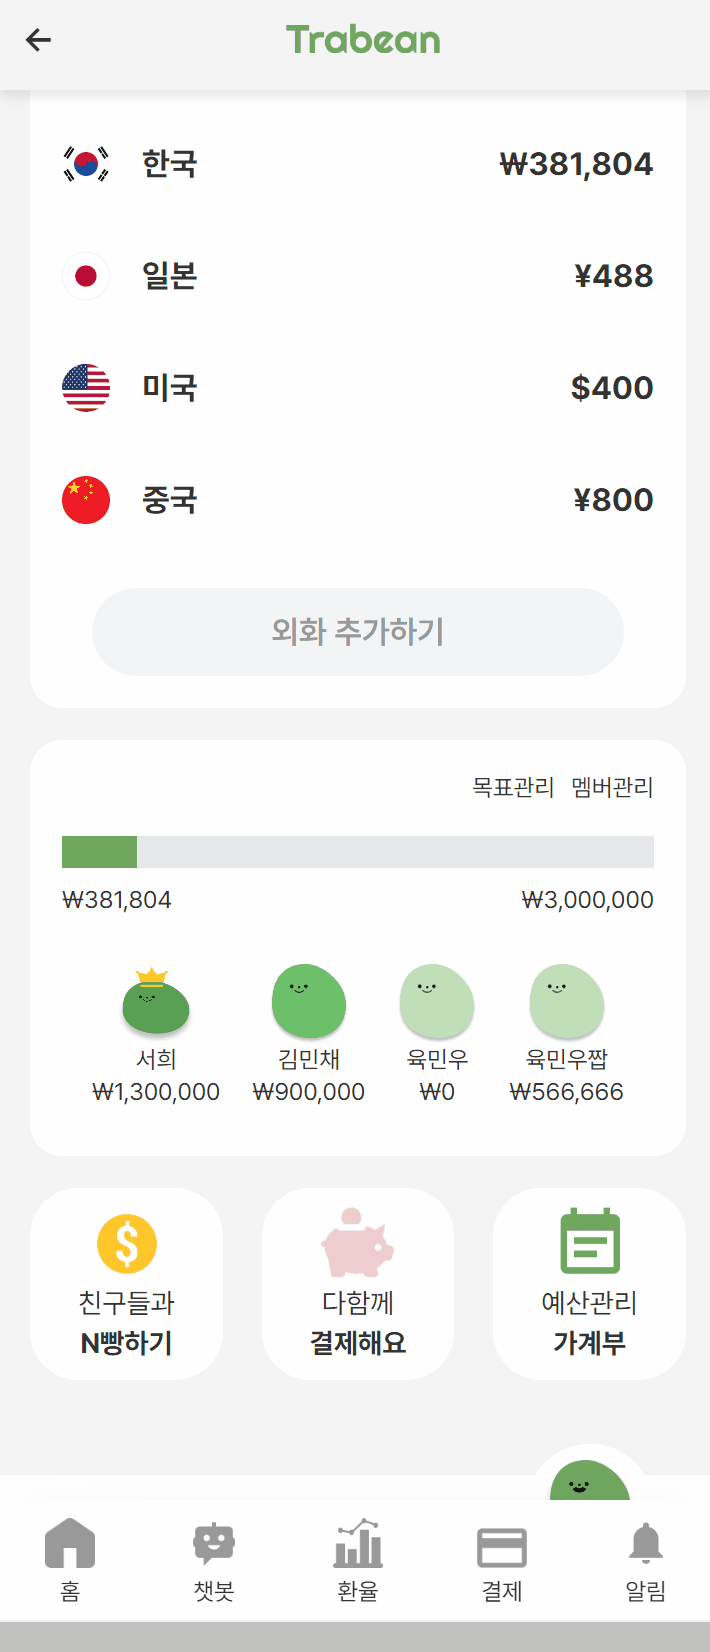 Trabean
한국 ₩381,804
일본 ¥488
미국 $400
중국 ¥800
외화 추가하기
목표관리 멤버관리
₩381,804 ₩3,000,000
서희 김민채 육민우 육민우짭
₩1,300,000 ₩900,000 ₩0 ₩566,666
친구들과
N빵하기
다함께
결제해요
예산관리
가계부
홈 챗봇 환율 결제 알림